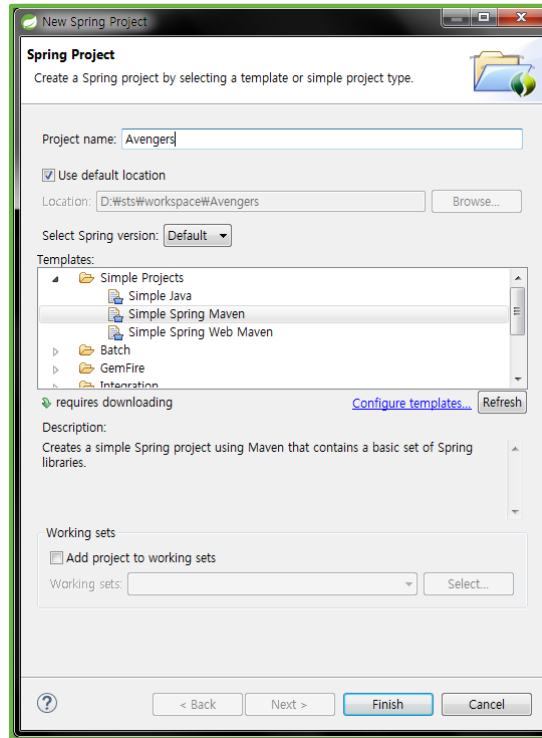 New Spring Project
Spring Project
Create a Spring project by selecting a template or simple project type.
Project name: Avengers
Use default location
Location: D:₩sts₩workspace₩Avengers Browse...
Select Spring version: Default
Templates:
Simple Projects
Simple Java
Simple Spring Maven
Simple Spring Web Maven
Batch
GemFire
Integration
requires downloading Configure templates... Refresh
Description:
Creates a simple Spring project using Maven that contains a basic set of Spring
libraries.
Working sets
Add project to working sets
Working sets: Select...
? < Back Next > Finish Cancel